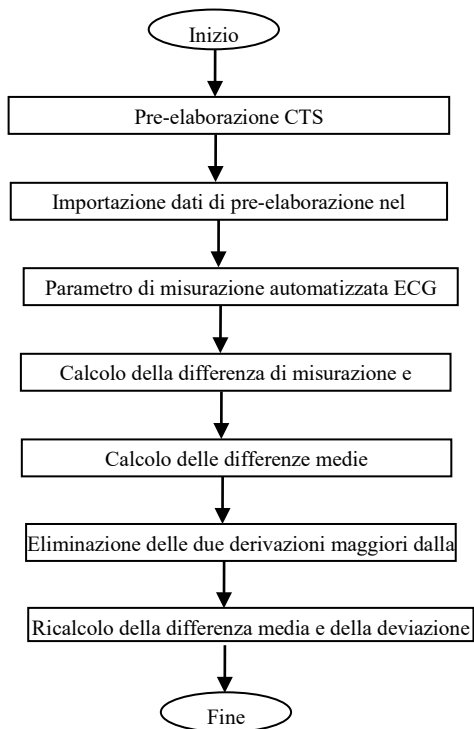 Inizio
Pre-elaborazione CTS
Importazione dati di pre-elaborazione nel
Parametro di misurazione automatizzata ECG
Calcolo della differenza di misurazione e
Calcolo delle differenze medie
Eliminazione delle due derivazioni maggiori dalla
Ricalcolo della differenza media e della deviazione
Fine